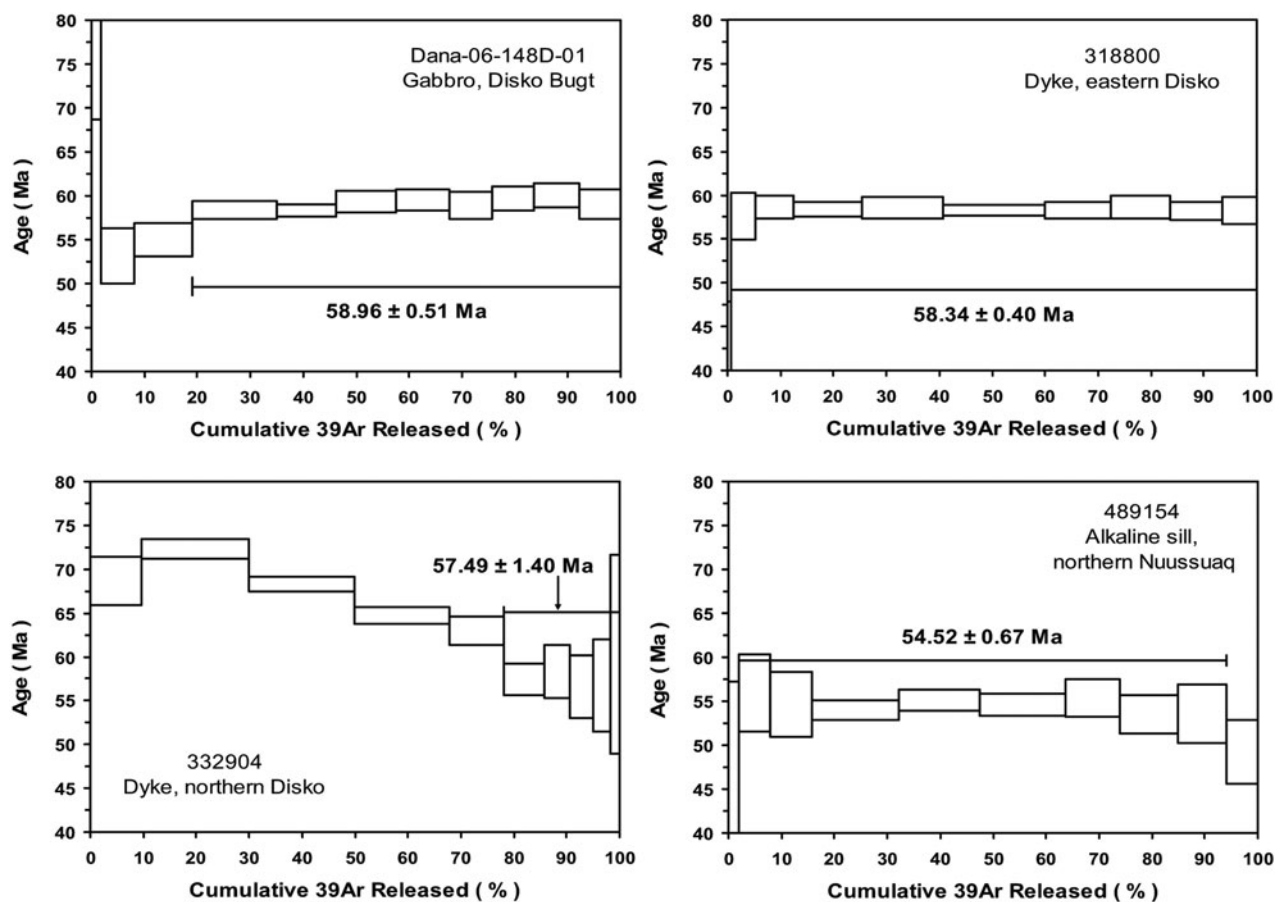 80
75
70
65
60
55
50
45
40
Age ( Ma )
Dana-06-148D-01
Gabbro, Disko Bugt
58.96 ± 0.51 Ma
0 10 20 30 40 50 60 70 80 90 100
Cumulative 39Ar Released ( % )
80
75
70
65
60
55
50
45
40
Age ( Ma )
318800
Dyke, eastern Disko
58.34 ± 0.40 Ma
0 10 20 30 40 50 60 70 80 90 100
Cumulative 39Ar Released ( % )
80
75
70
65
60
55
50
45
40
Age ( Ma )
57.49 ± 1.40 Ma
332904
Dyke, northern Disko
0 10 20 30 40 50 60 70 80 90 100
Cumulative 39Ar Released ( % )
80
75
70
65
60
55
50
45
40
Age ( Ma )
489154
Alkaline sill,
northern Nuussuaq
54.52 ± 0.67 Ma
0 10 20 30 40 50 60 70 80 90 100
Cumulative 39Ar Released ( % )